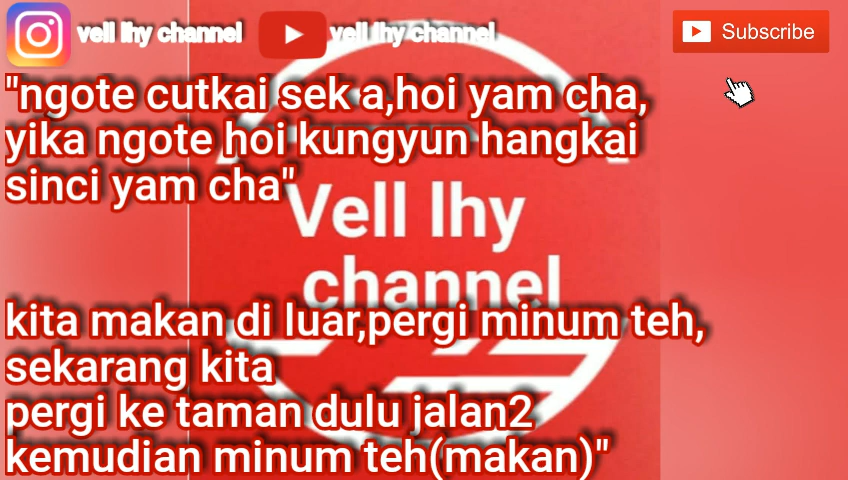 vell lhy channel
vell lhy channel
Subscribe
"ngote cutkai sek a,hoi yam cha,
yika ngote hoi kungyun hangkai
sinci yam cha"
Vell lhy
channel
kita makan di luar,pergi minum teh,
sekarang kita
pergi ke taman dulu jalan2
kemudian minum teh(makan)"